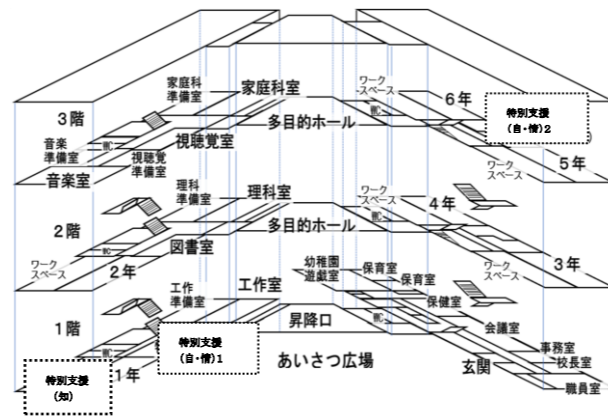 家庭科
準備室
家庭科室
ワーク
スペース
6年
特別支援
(自・情)2
3階
多目的ホール
音楽
準備室
WC
視聴覚室
視聴覚
準備室
音楽室
WC
ワーク
スペース
5年
理科
準備室
理科室
ワーク
スペース
4年
2階
多目的ホール
WC
図書室
WC
ワーク
スペース
2年
ワーク
スペース
3年
幼稚園
遊戯室
保育室
保育室
工作
準備室
工作室
保健室
1階
昇降口
WC
会議室
特別支援
(自・情)1
あいさつ広場
玄関
事務室
校長室
職員室
WC
特別支援
(知)
1年